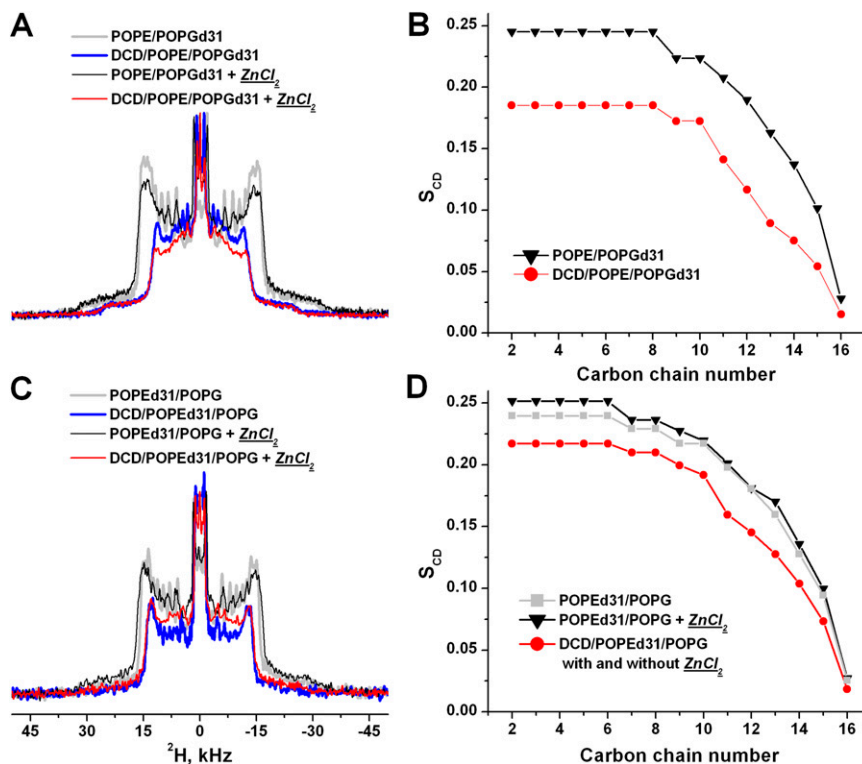 A
POPE/POPGd31
DCD/POPE/POPGd31
POPE/POPGd31 + ZnCl₂
DCD/POPE/POPGd31 + ZnCl₂
B
0.25
0.20
0.15
0.10
0.05
0.00
S_CD
POPE/POPGd31
DCD/POPE/POPGd31
2 4 6 8 10 12 14 16
Carbon chain number
C
POPEd31/POPG
DCD/POPEd31/POPG
POPEd31/POPG + ZnCl₂
DCD/POPEd31/POPG + ZnCl₂
45 30 15 0 -15 -30 -45
²H, kHz
D
0.25
0.20
0.15
0.10
0.05
0.00
S_CD
POPEd31/POPG
POPEd31/POPG + ZnCl₂
DCD/POPEd31/POPG
with and without ZnCl₂
2 4 6 8 10 12 14 16
Carbon chain number